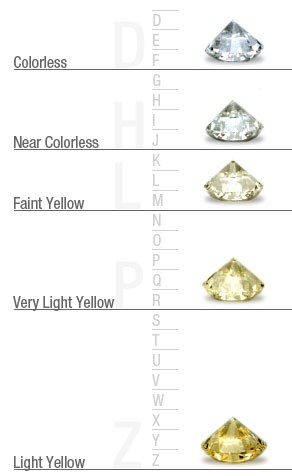 D
D
E
F
Colorless
G
H
H
I
J
Near Colorless
K
L
L
M
Faint Yellow
N
O
P
P
Q
R
Very Light Yellow
S
T
U
V
W
X
Y
Z
Z
Light Yellow